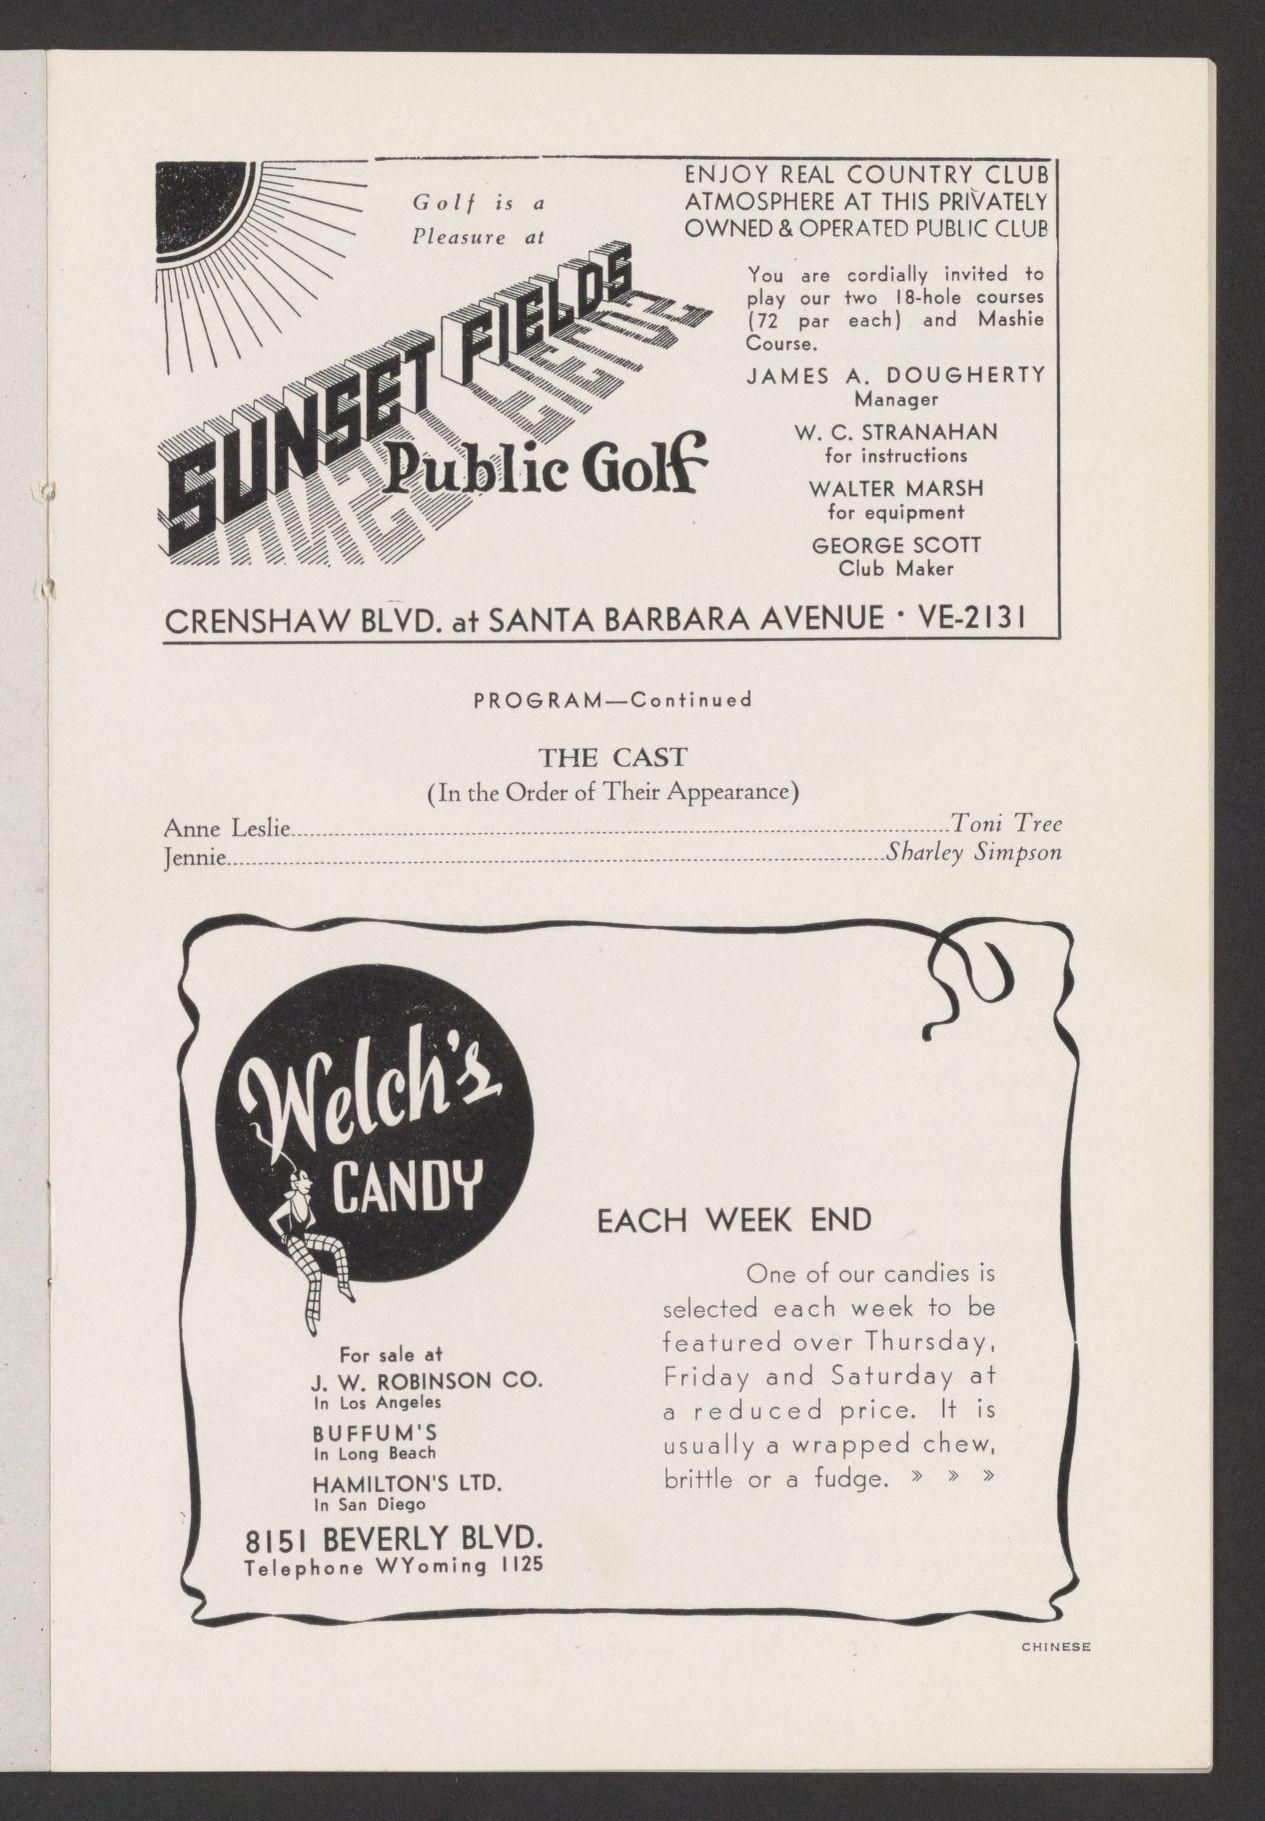 Golf is a
Pleasure at
SUNSET FIELDS
Public Golf
ENJOY REAL COUNTRY CLUB
ATMOSPHERE AT THIS PRIVATELY
OWNED & OPERATED PUBLIC CLUB
You are cordially invited to
play our two 18-hole courses
(72 par each) and Mashie
Course.
JAMES A. DOUGHERTY
Manager
W. C. STRANAHAN
for instructions
WALTER MARSH
for equipment
GEORGE SCOTT
Club Maker
CRENSHAW BLVD. at SANTA BARBARA AVENUE · VE-2131
PROGRAM—Continued
THE CAST
(In the Order of Their Appearance)
Anne Leslie Toni Tree
Jennie Sharley Simpson
Welch's
CANDY
For sale at
J. W. ROBINSON CO.
In Los Angeles
BUFFUM'S
In Long Beach
HAMILTON'S LTD.
In San Diego
8151 BEVERLY BLVD.
Telephone WYoming 1125
EACH WEEK END
One of our candies is
selected each week to be
featured over Thursday,
Friday and Saturday at
a reduced price. It is
usually a wrapped chew,
brittle or a fudge. » » »
CHINESE